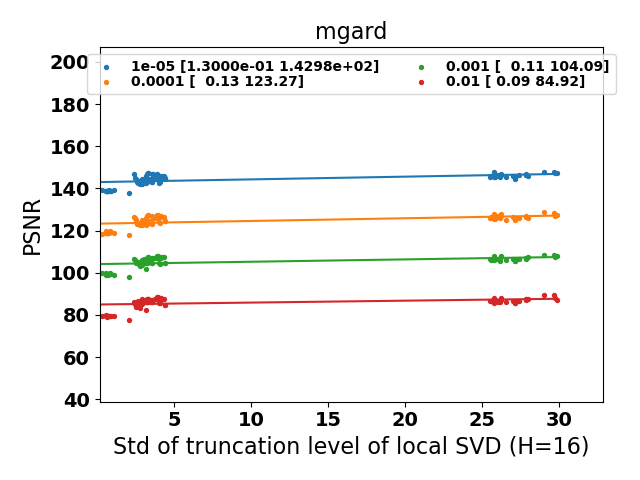 mgard
1e-05 [1.3000e-01 1.4298e+02]
0.0001 [  0.13 123.27]
0.001 [  0.11 104.09]
0.01 [ 0.09 84.92]
PSNR
200
180
160
140
120
100
80
60
40
5 10 15 20 25 30
Std of truncation level of local SVD (H=16)